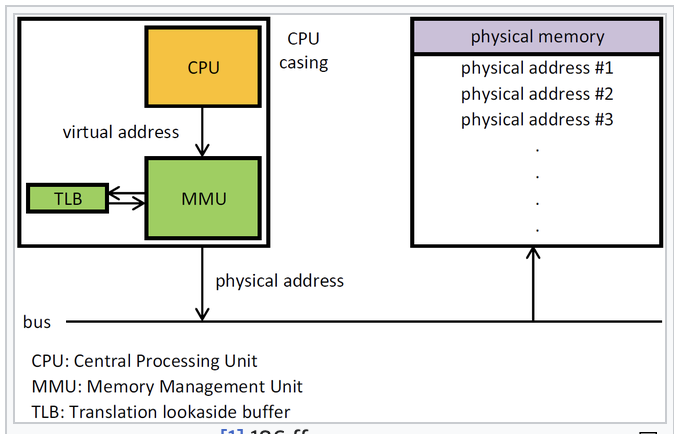 CPU
CPU
casing
virtual address
TLB
MMU
physical address
bus
physical memory
physical address #1
physical address #2
physical address #3
.
.
.
.
CPU: Central Processing Unit
MMU: Memory Management Unit
TLB: Translation lookaside buffer
[1]